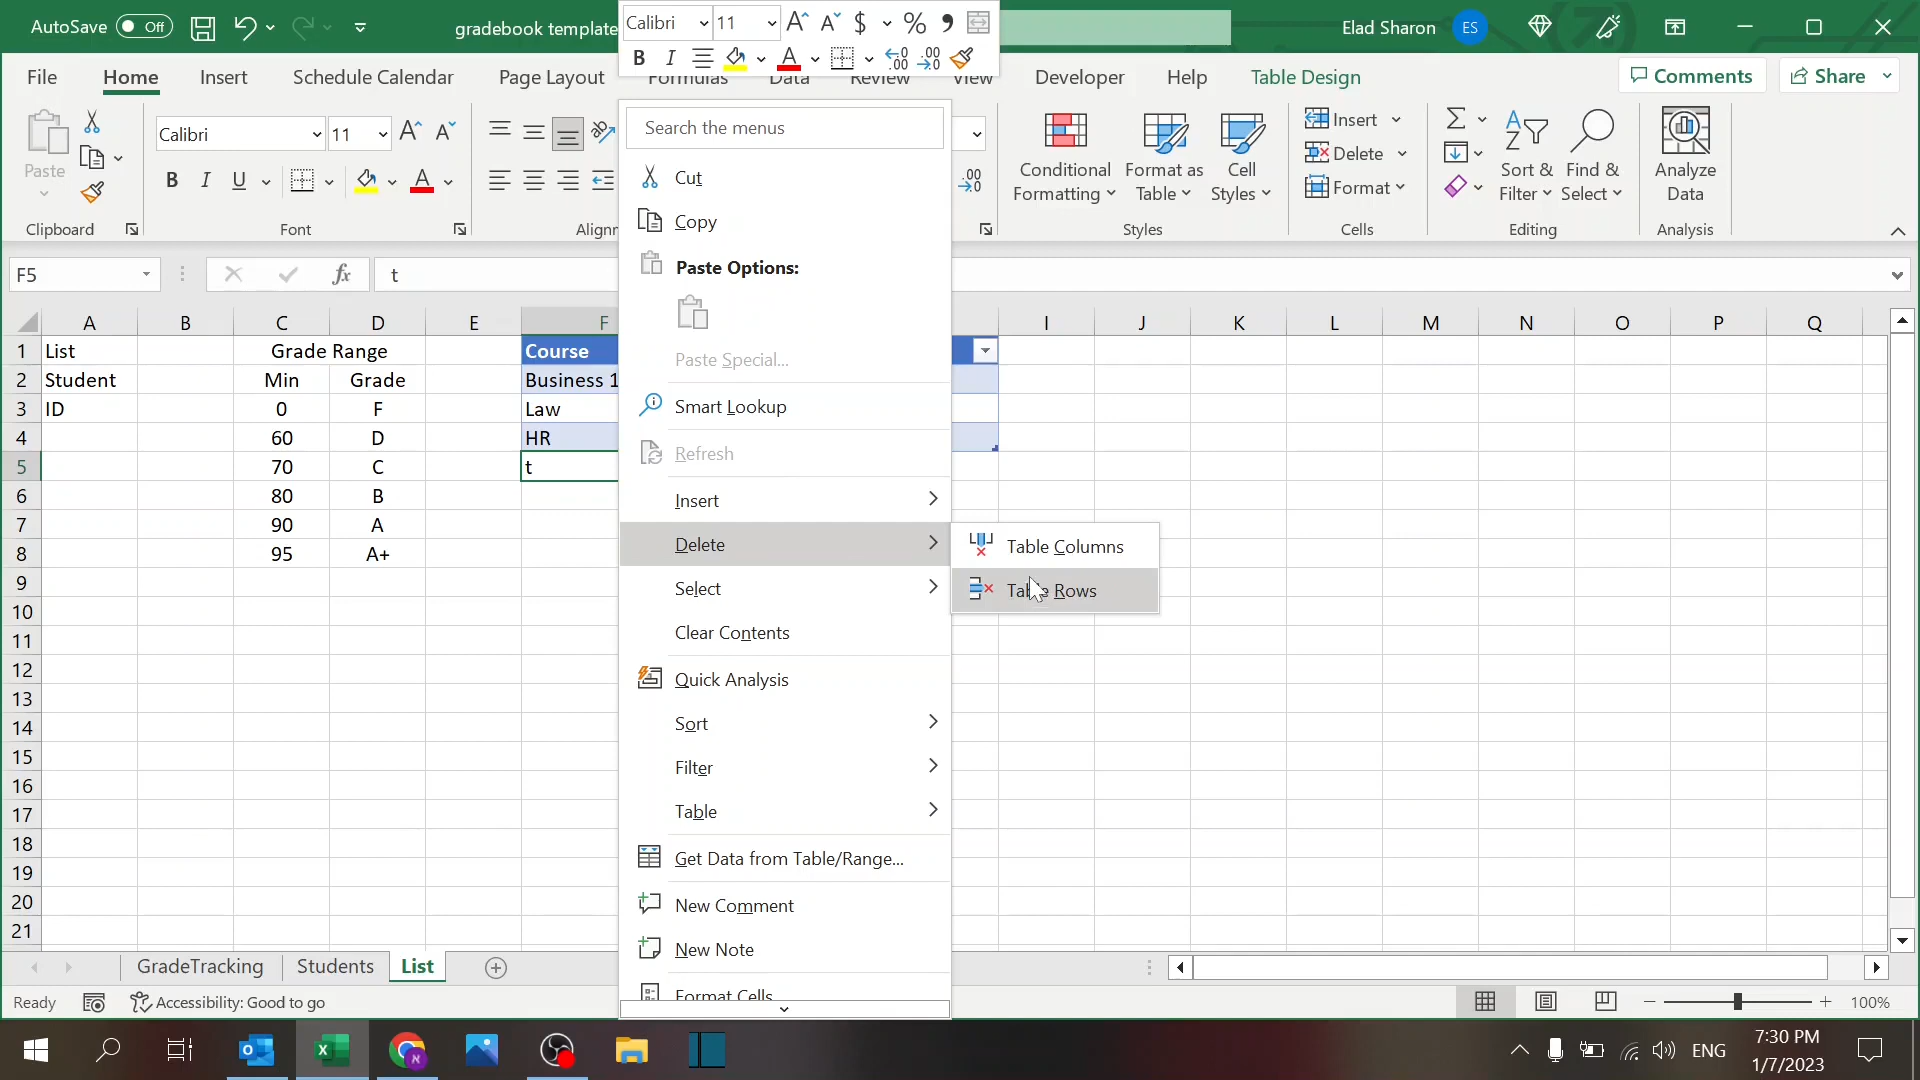 AutoSave Off gradebook template Elad Sharon ES
Calibri 11 $ % ,
B I A
File Home Insert Schedule Calendar Page Layout Formulas Data Review View Developer Help Table Design Comments Share
Paste
Calibri 11
B I U A
Clipboard
Font
Alignr
Conditional Formatting
Format as Table
Cell Styles
Styles
Insert
Delete
Format
Cells
Sort & Filter
Find & Select
Editing
Analyze Data
Analysis
F5 fx t
A B C D E F I J K L M N O P Q
1 List Grade Range Course
2 Student Min Grade Business 1
3 ID 0 F Law
4 60 D HR
5 70 C t
6 80 B
7 90 A
8 95 A+
9
10
11
12
13
14
15
16
17
18
19
20
21
Search the menus
Cut
Copy
Paste Options:
Paste Special...
Smart Lookup
Refresh
Insert
Delete
Table Columns
Table Rows
Select
Clear Contents
Quick Analysis
Sort
Filter
Table
Get Data from Table/Range...
New Comment
New Note
Format Cells
GradeTracking Students List
Ready Accessibility: Good to go 100%
ENG 7:30 PM
1/7/2023